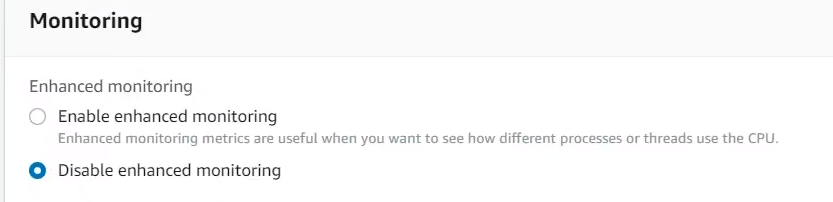 Monitoring
Enhanced monitoring
Enable enhanced monitoring
Enhanced monitoring metrics are useful when you want to see how different processes or threads use the CPU.
Disable enhanced monitoring